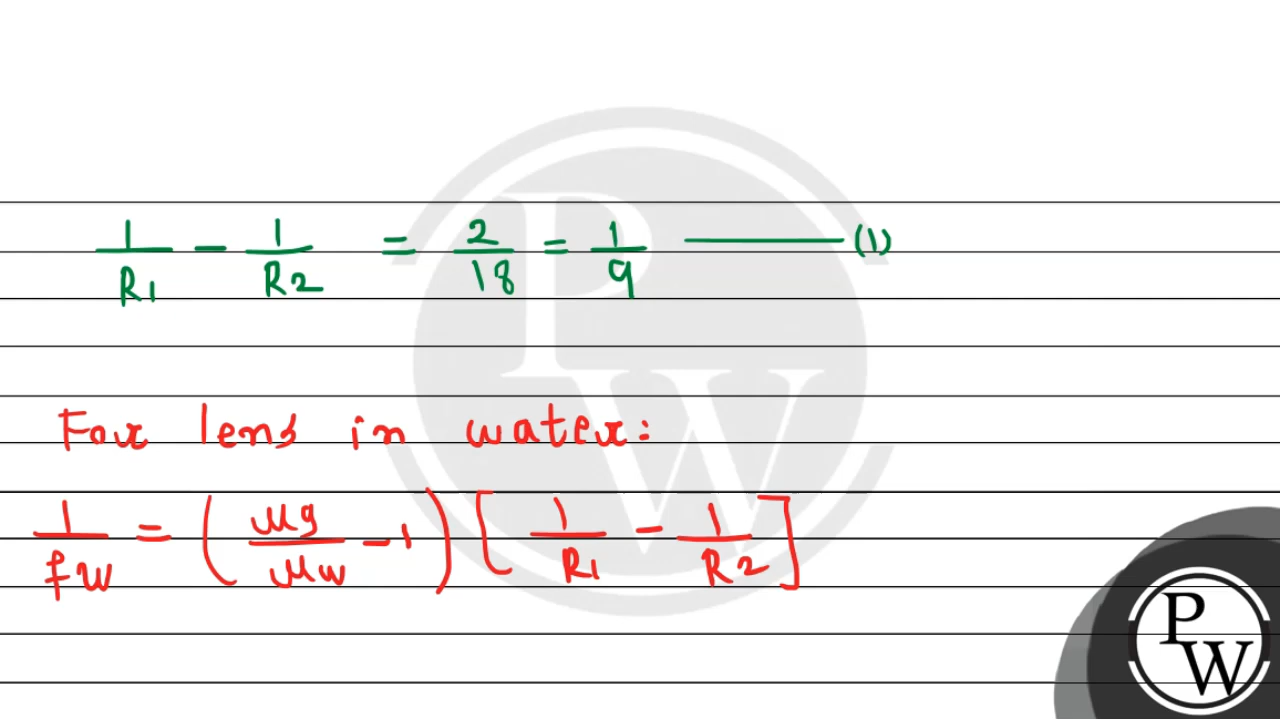 1/R1 - 1/R2 = 2/18 = 1/9 ——— (1)
For lens in water:
1/fw = (μg/μw - 1) [1/R1 - 1/R2]
PW
PW